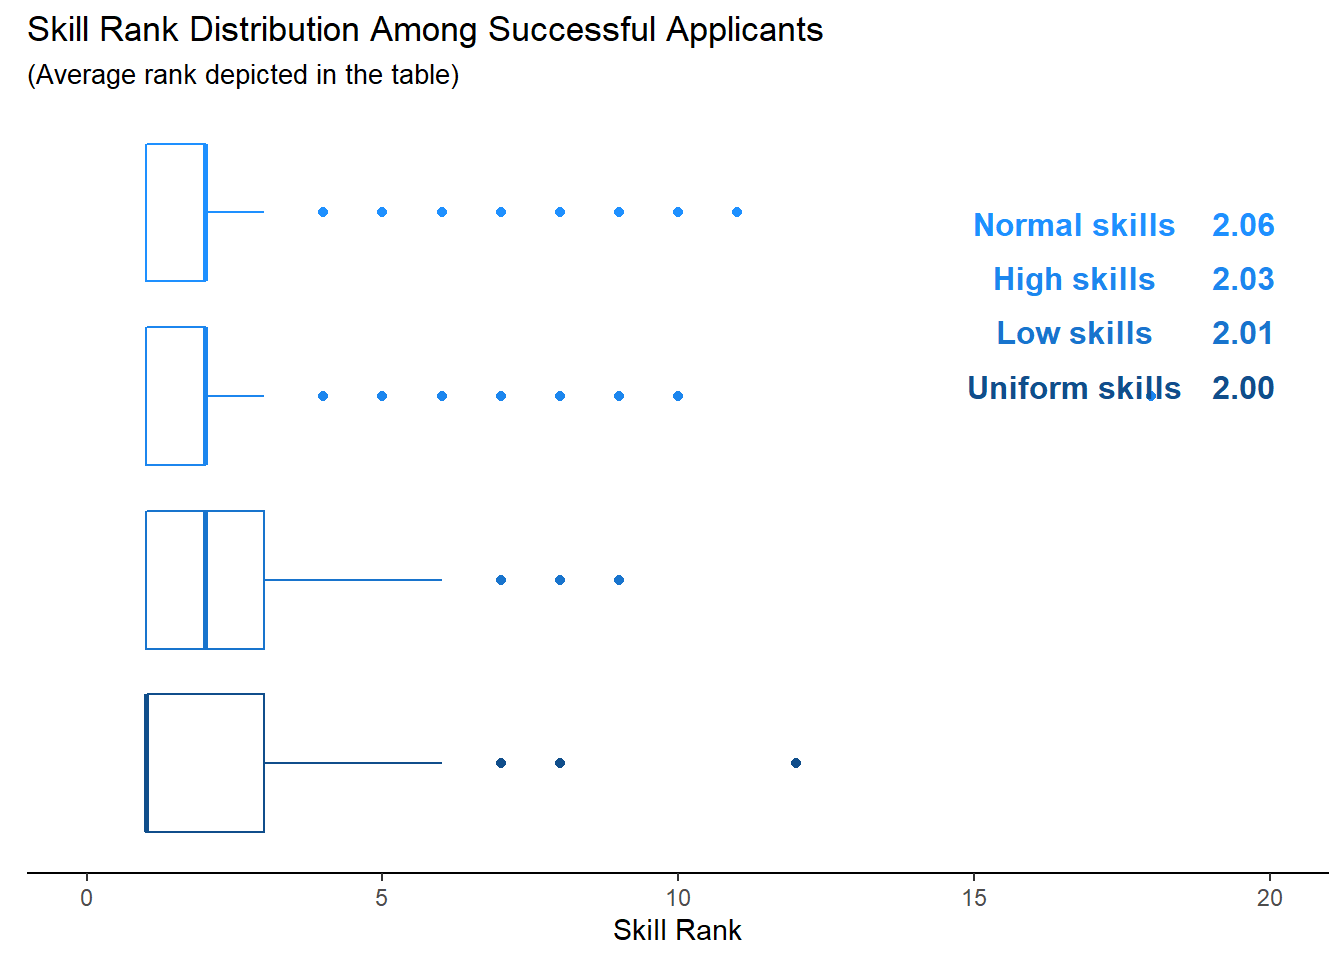 Skill Rank Distribution Among Successful Applicants
(Average rank depicted in the table)
Normal skills 2.06
High skills 2.03
Low skills 2.01
Uniform skills 2.00
0 5 10 15 20
Skill Rank